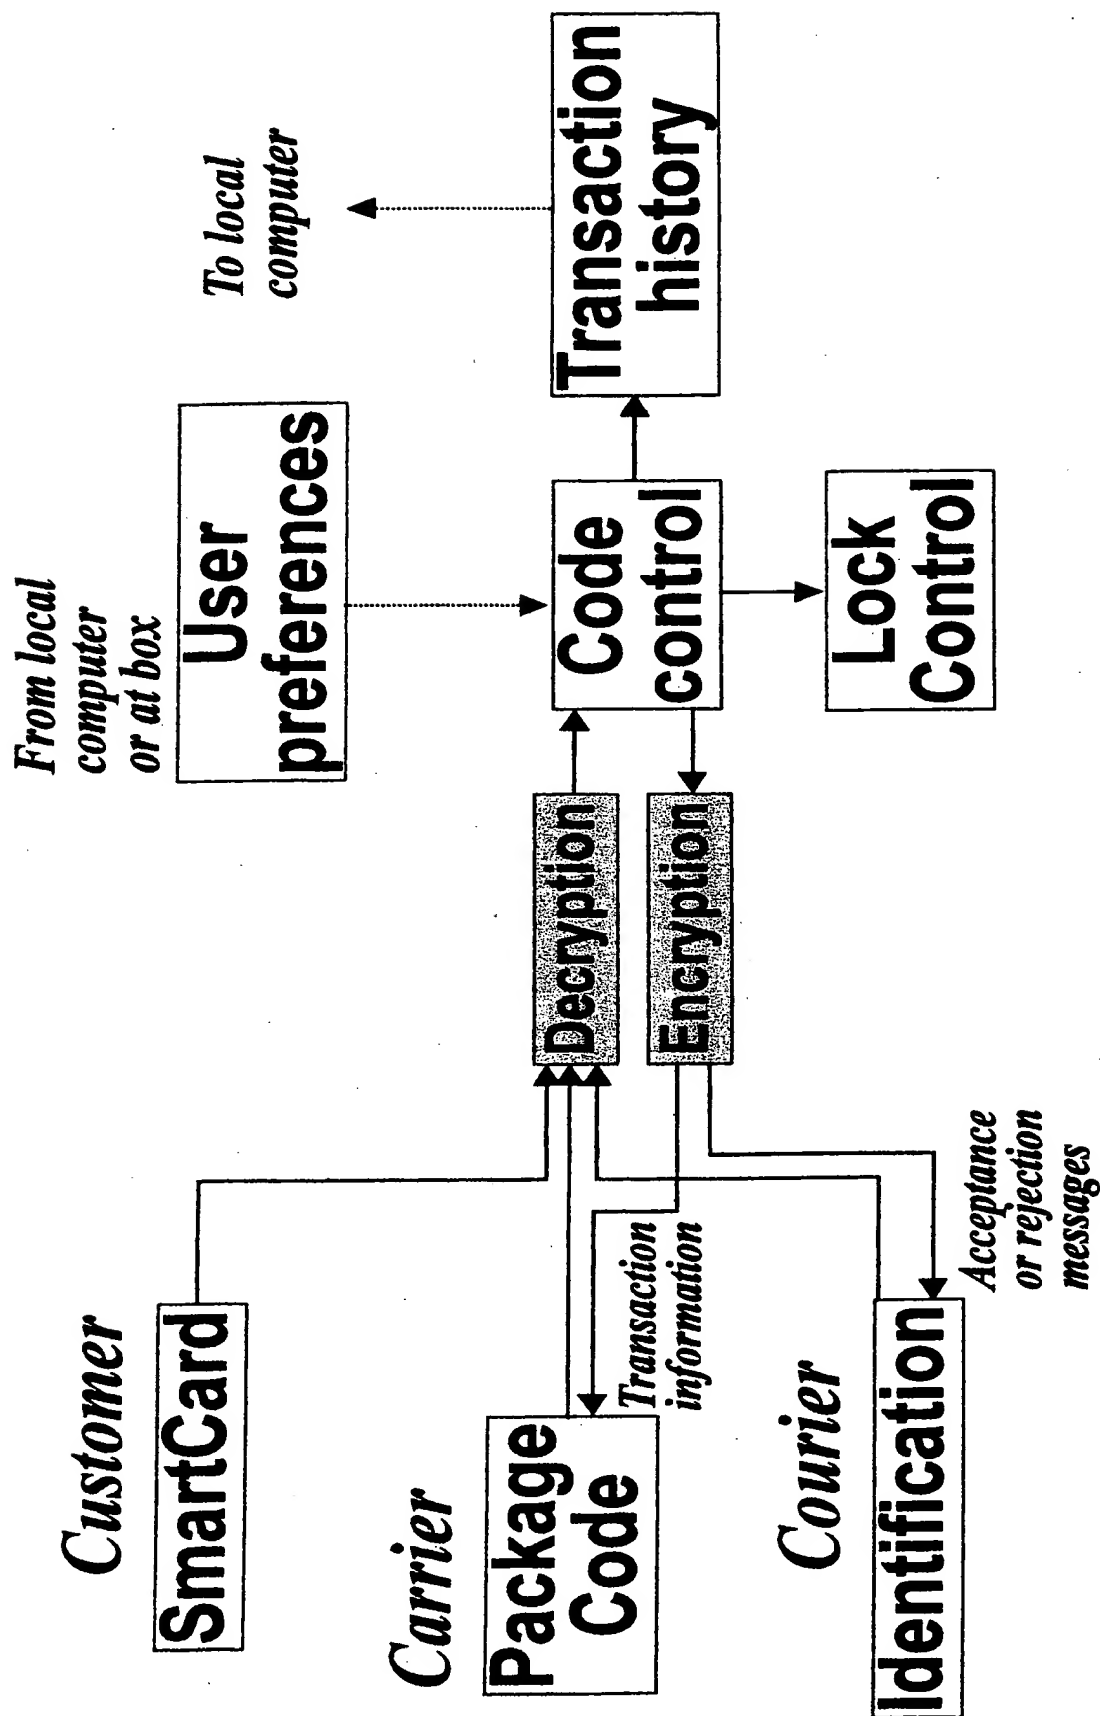 Customer
SmartCard
Carrier
Package
Code
Courier
Identification
Transaction
information
Acceptance
or rejection
messages
Decryption
Encryption
From local
computer
or at box
User
preferences
Code
control
Lock
Control
To local
computer
Transaction
history